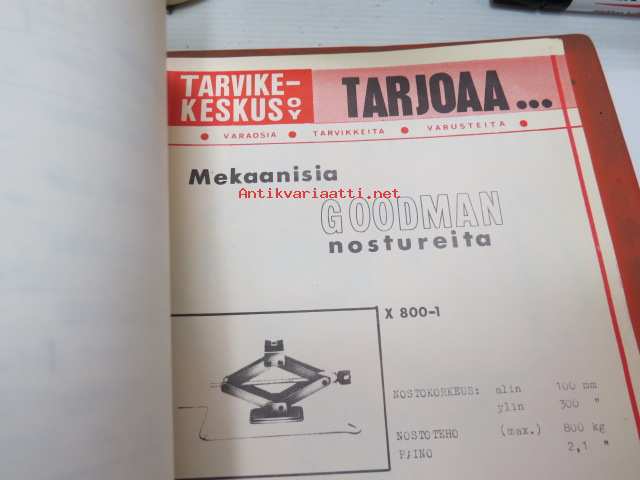 TARVIKE-
KESKUS OY
TARJOAA...
• VARAOSIA • TARVIKKEITA • VARUSTEITA •
Mekaanisia
Antikvariaatti.net
GOODMAN
nostureita
X 800-1
NOSTOKORKEUS: alin 100 mm
ylin 300 "
NOSTOTEHO (max.) 800 kg
PAINO 2,1 "